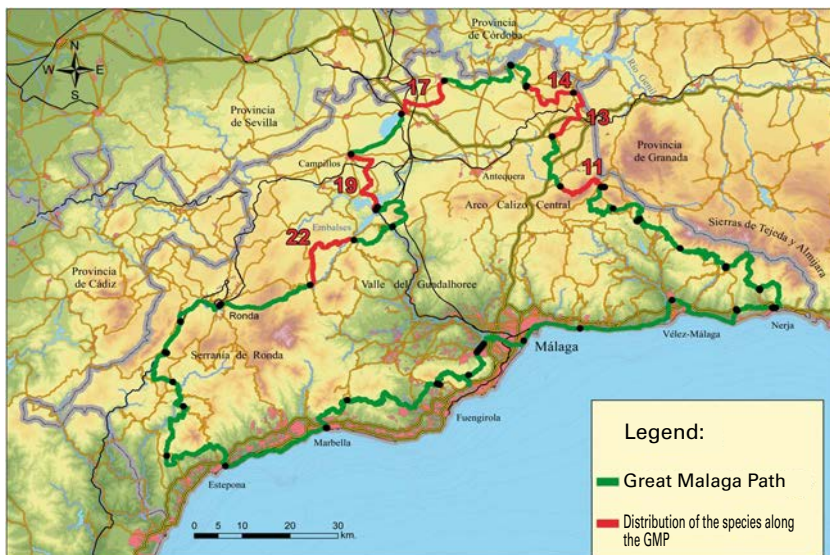 Provincia
de Córdoba
N
W E
S
Río Genil
17
14
Provincia
de Sevilla
13
Provincia
de Granada
Campillos
11
Antequera
19
Arco Calizo Central
Embalses
22
Sierras de Tejeda y Almijara
Provincia
de Cádiz
Valle del Guadalhorce
Ronda
Málaga
Vélez-Málaga
Nerja
Serranía de Ronda
Fuengirola
Marbella
Estepona
0 5 10 20 30
km.
Legend:
Great Malaga Path
Distribution of the species along
the GMP